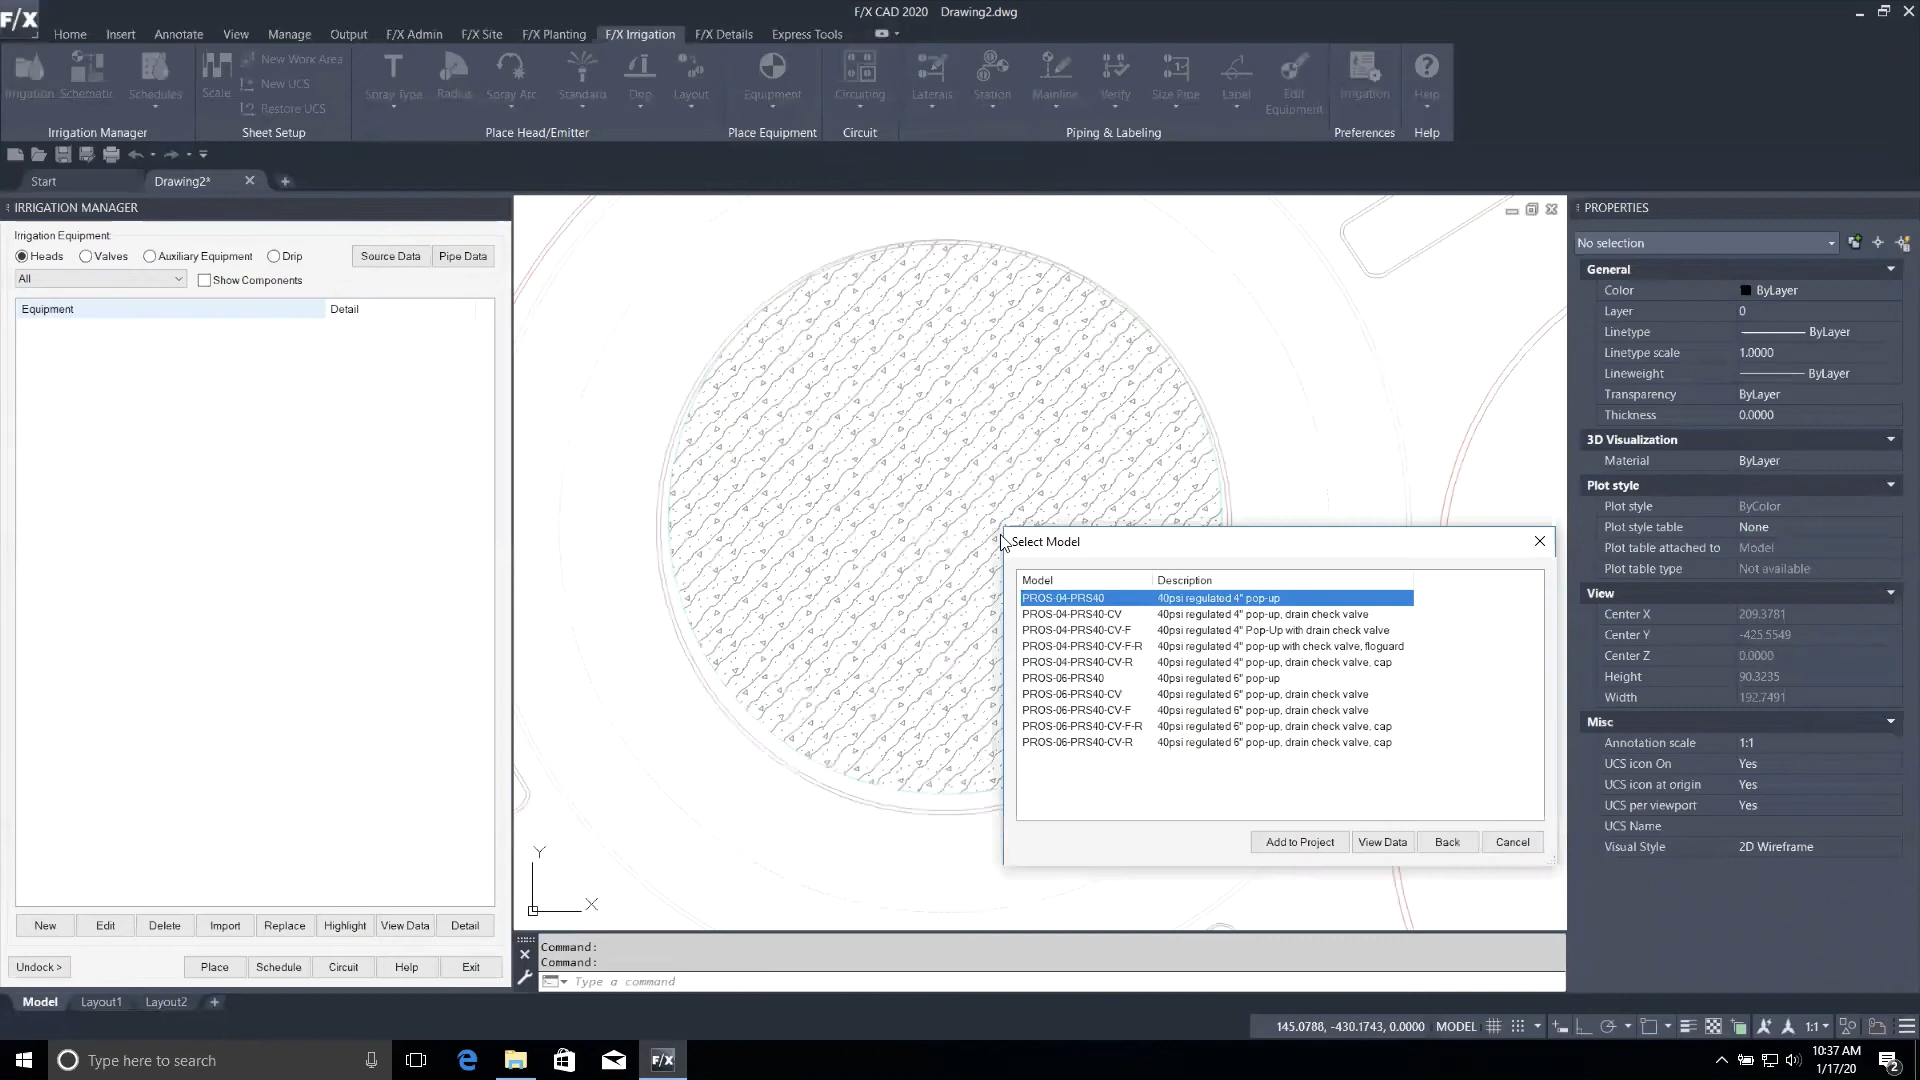 F/X CAD 2020 Drawing2.dwg
F/X
Home Insert Annotate View Manage Output F/X Admin F/X Site F/X Planting F/X Irrigation F/X Details Express Tools
New Work Area
New UCS
Restore UCS
Irrigation Schematic Schedules Scale Spray Type Radius Spray Arc Standard Drip Layout Equipment Circuiting Laterals Station Mainline Verify Size Pipe Label Edit Equipment Irrigation Help
Irrigation Manager Sheet Setup Place Head/Emitter Place Equipment Circuit Piping & Labeling Preferences Help
Start Drawing2*
IRRIGATION MANAGER
Irrigation Equipment:
Heads Valves Auxiliary Equipment Drip Source Data Pipe Data
All Show Components
Equipment Detail
New Edit Delete Import Replace Highlight View Data Detail
Undock > Place Schedule Circuit Help Exit
Select Model
Model Description
PROS-04-PRS40 40psi regulated 4" pop-up
PROS-04-PRS40-CV 40psi regulated 4" pop-up, drain check valve
PROS-04-PRS40-CV-F 40psi regulated 4" Pop-Up with drain check valve
PROS-04-PRS40-CV-F-R 40psi regulated 4" pop-up with check valve, floguard
PROS-04-PRS40-CV-R 40psi regulated 4" pop-up, drain check valve, cap
PROS-06-PRS40 40psi regulated 6" pop-up
PROS-06-PRS40-CV 40psi regulated 6" pop-up, drain check valve
PROS-06-PRS40-CV-F 40psi regulated 6" pop-up, drain check valve
PROS-06-PRS40-CV-F-R 40psi regulated 6" pop-up, drain check valve, cap
PROS-06-PRS40-CV-R 40psi regulated 6" pop-up, drain check valve, cap
Add to Project View Data Back Cancel
Y
X
Command:
Command:
Type a command
PROPERTIES
No selection
General
Color ByLayer
Layer 0
Linetype ByLayer
Linetype scale 1.0000
Lineweight ByLayer
Transparency ByLayer
Thickness 0.0000
3D Visualization
Material ByLayer
Plot style
Plot style ByColor
Plot style table None
Plot table attached to Model
Plot table type Not available
View
Center X 209.3781
Center Y -425.5549
Center Z 0.0000
Height 90.3235
Width 192.7491
Misc
Annotation scale 1:1
UCS icon On Yes
UCS icon at origin Yes
UCS per viewport Yes
UCS Name
Visual Style 2D Wireframe
Model Layout1 Layout2
145.0788, -430.1743, 0.0000 MODEL 1:1
Type here to search
F/X
10:37 AM
1/17/20
2